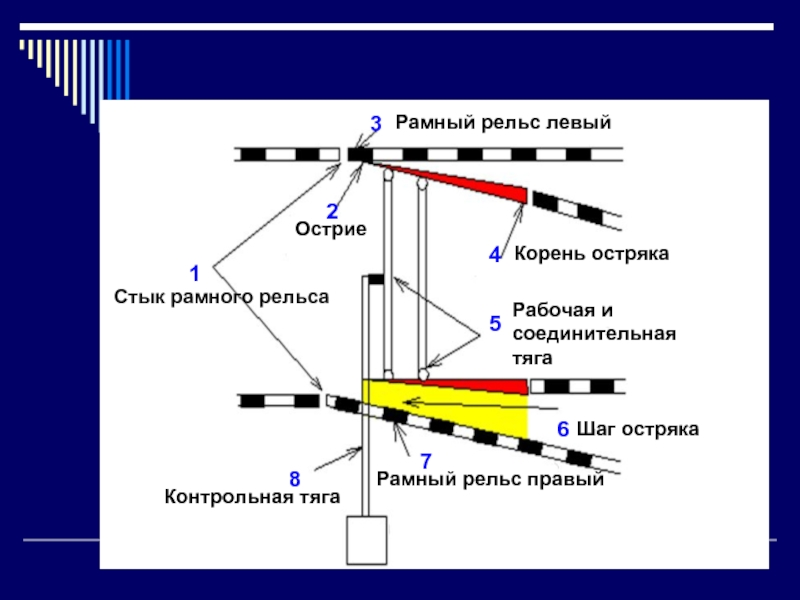 3 Рамный рельс левый
2
Острие
4 Корень остряка
1
Стык рамного рельса
5
Рабочая и
соединительная
тяга
6 Шаг остряка
7
Рамный рельс правый
8
Контрольная тяга